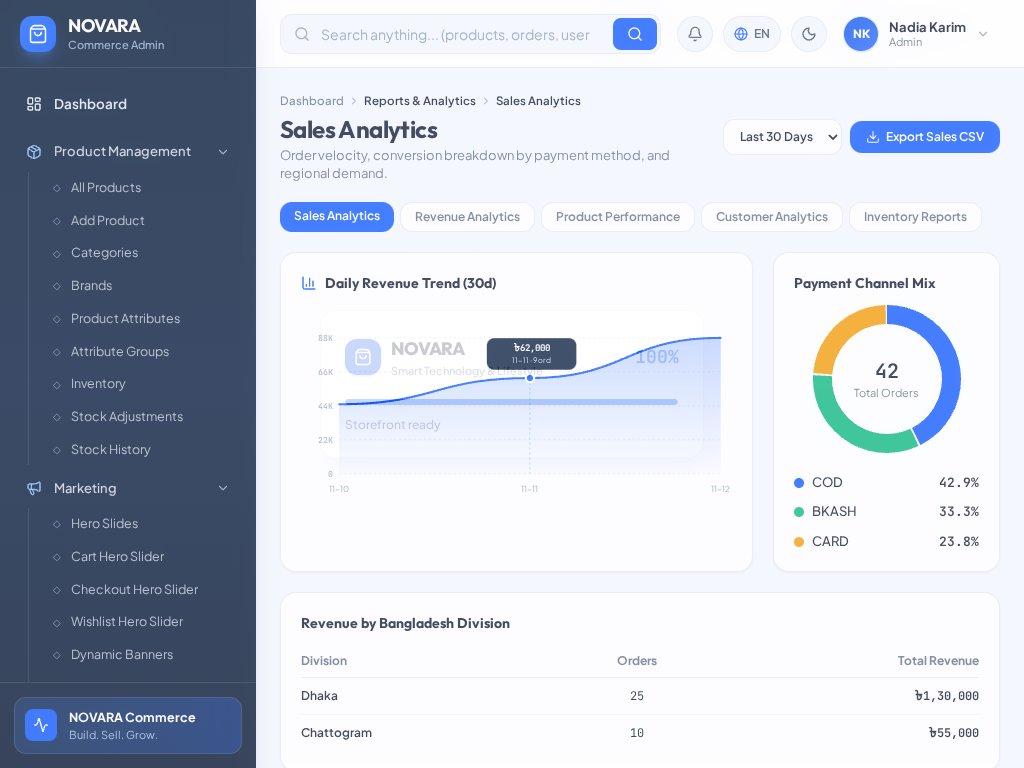 NOVARA
Commerce Admin
Search anything... (products, orders, user
EN
NK
Nadia Karim
Admin
Dashboard
Product Management
All Products
Add Product
Categories
Brands
Product Attributes
Attribute Groups
Inventory
Stock Adjustments
Stock History
Marketing
Hero Slides
Cart Hero Slider
Checkout Hero Slider
Wishlist Hero Slider
Dynamic Banners
NOVARA Commerce
Build. Sell. Grow.
Dashboard > Reports & Analytics > Sales Analytics
Sales Analytics
Order velocity, conversion breakdown by payment method, and
regional demand.
Last 30 Days
Export Sales CSV
Sales Analytics
Revenue Analytics
Product Performance
Customer Analytics
Inventory Reports
Daily Revenue Trend (30d)
88K
66K
44K
22K
0
11-10
11-11
11-12
৳62,000
11-11·9ord
NOVARA
Smart Technology & Lifestyle
100%
Storefront ready
Payment Channel Mix
42
Total Orders
COD 42.9%
BKASH 33.3%
CARD 23.8%
Revenue by Bangladesh Division
Division Orders Total Revenue
Dhaka 25 ৳1,30,000
Chattogram 10 ৳55,000